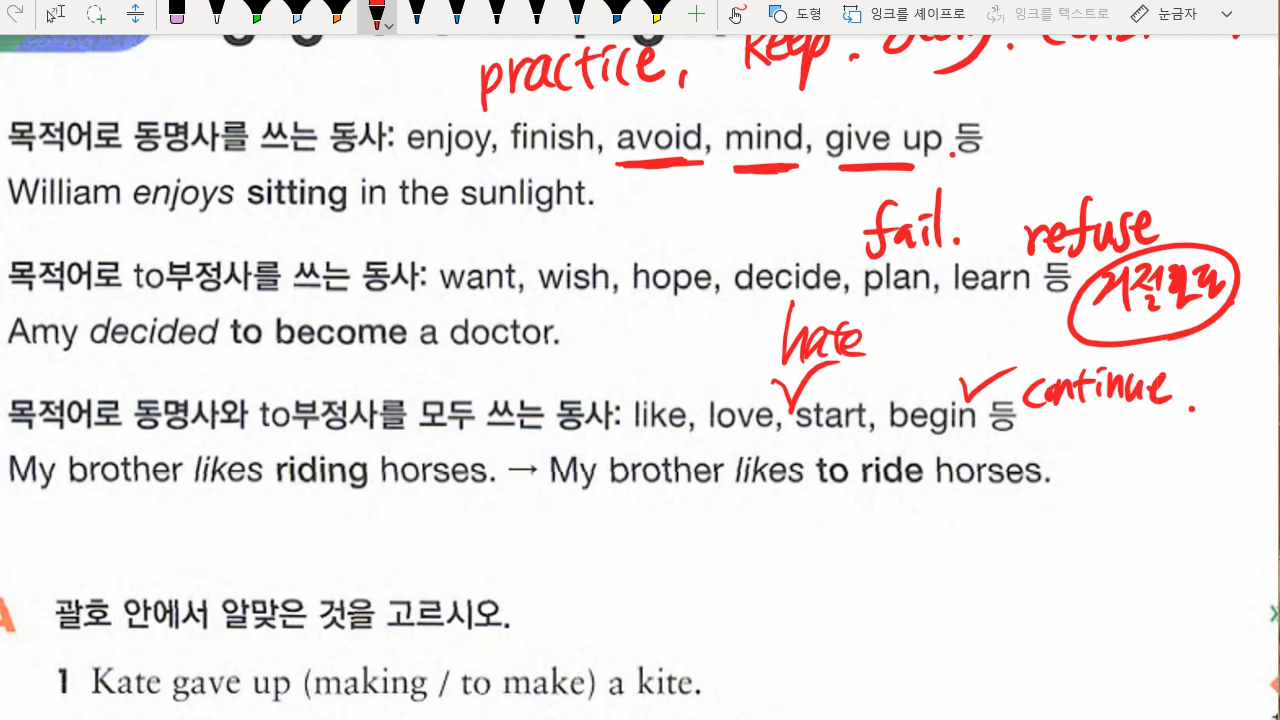 도형 잉크를 셰이프로 잉크를 텍스트로 눈금자
practice, keep.
목적어로 동명사를 쓰는 동사: enjoy, finish, avoid, mind, give up 등
William enjoys sitting in the sunlight.
fail. refuse
목적어로 to부정사를 쓰는 동사: want, wish, hope, decide, plan, learn 등
거절한다
Amy decided to become a doctor.
hate
continue.
목적어로 동명사와 to부정사를 모두 쓰는 동사: like, love, start, begin 등
My brother likes riding horses. → My brother likes to ride horses.
A 괄호 안에서 알맞은 것을 고르시오.
1 Kate gave up (making / to make) a kite.